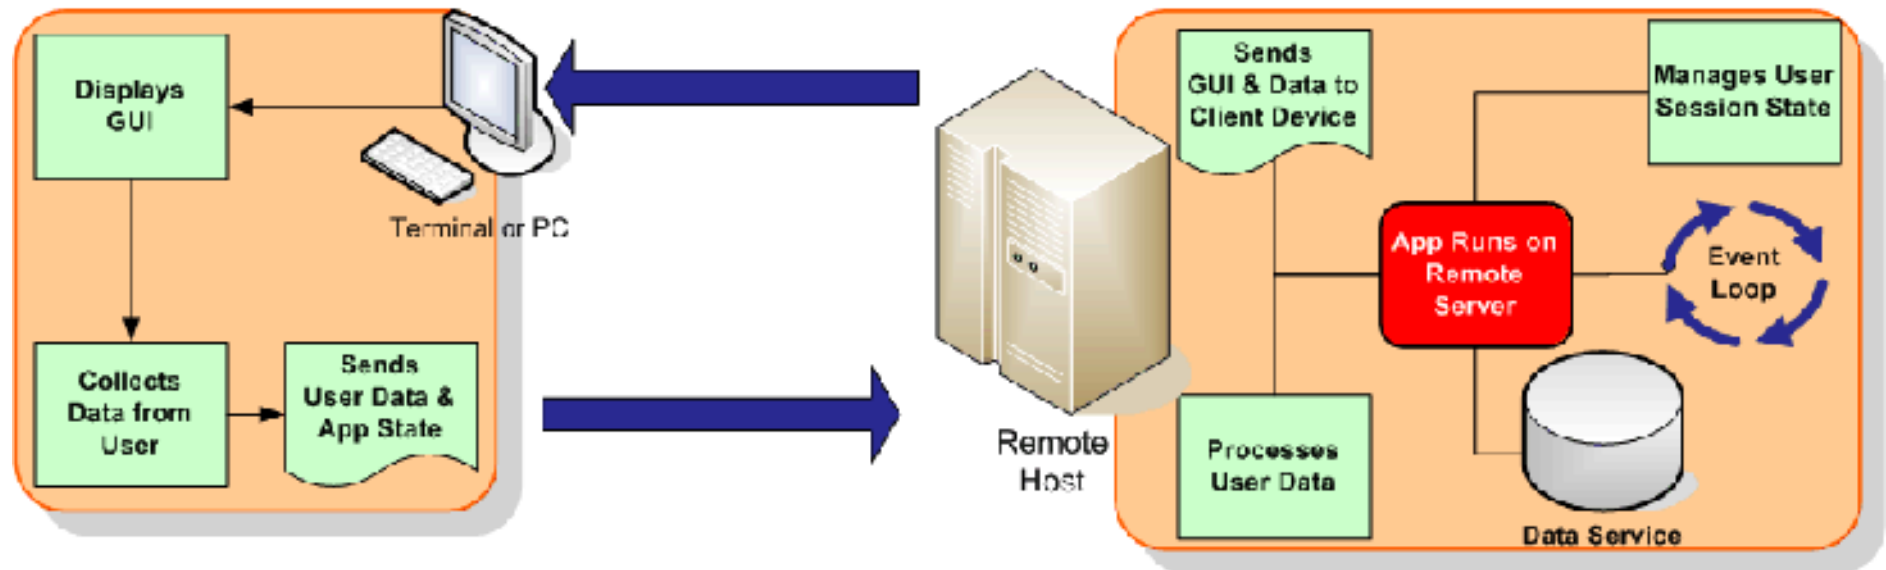 Displays
GUI
Terminal or PC
Collects
Data from
User
Sends
User Data &
App State
Remote
Host
Sends
GUI & Data to
Client Device
Manages User
Session State
App Runs on
Remote
Server
Event
Loop
Processes
User Data
Data Service